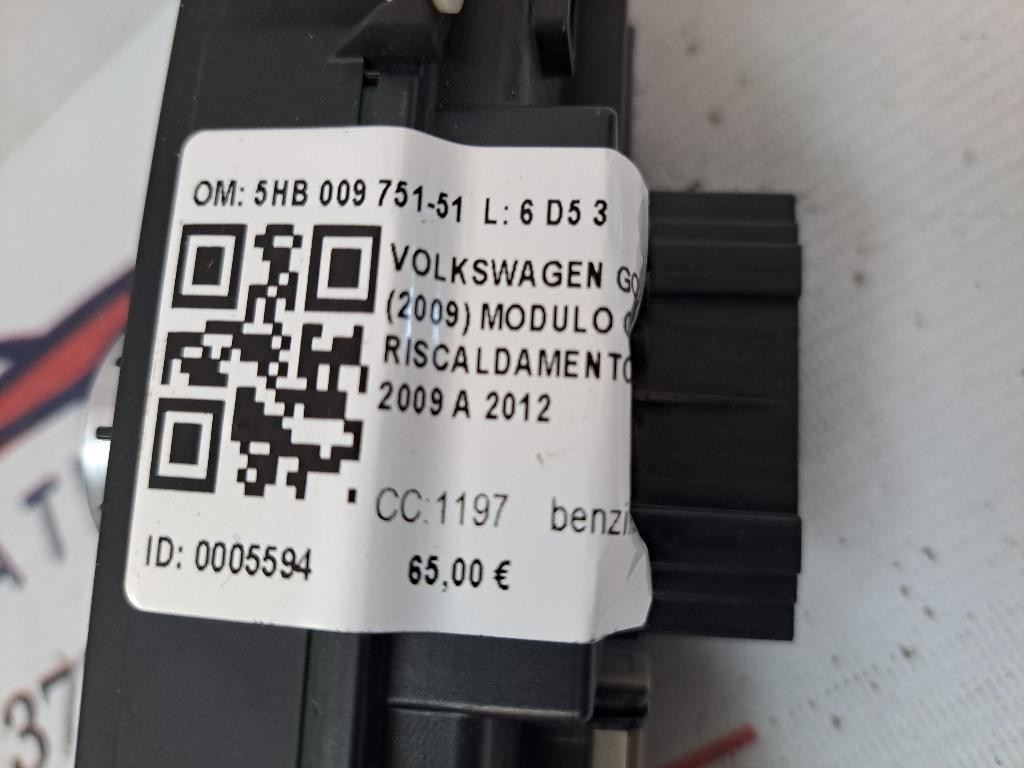 OM: 5HB 009 751-51 L: 6 D5 3
VOLKSWAGEN
(2009) MODULO
RISCALDAMENTO
2009 A 2012
CC:1197
ID: 0005594
65,00 €
37